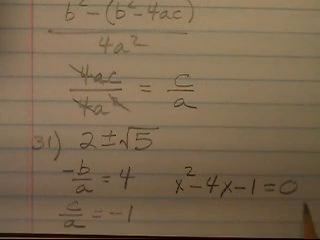 b² - (b² - 4ac)
4a²
4ac/4a² = c/a
31) 2 ± √5
-b/a = 4 x² - 4x - 1 = 0
c/a = -1